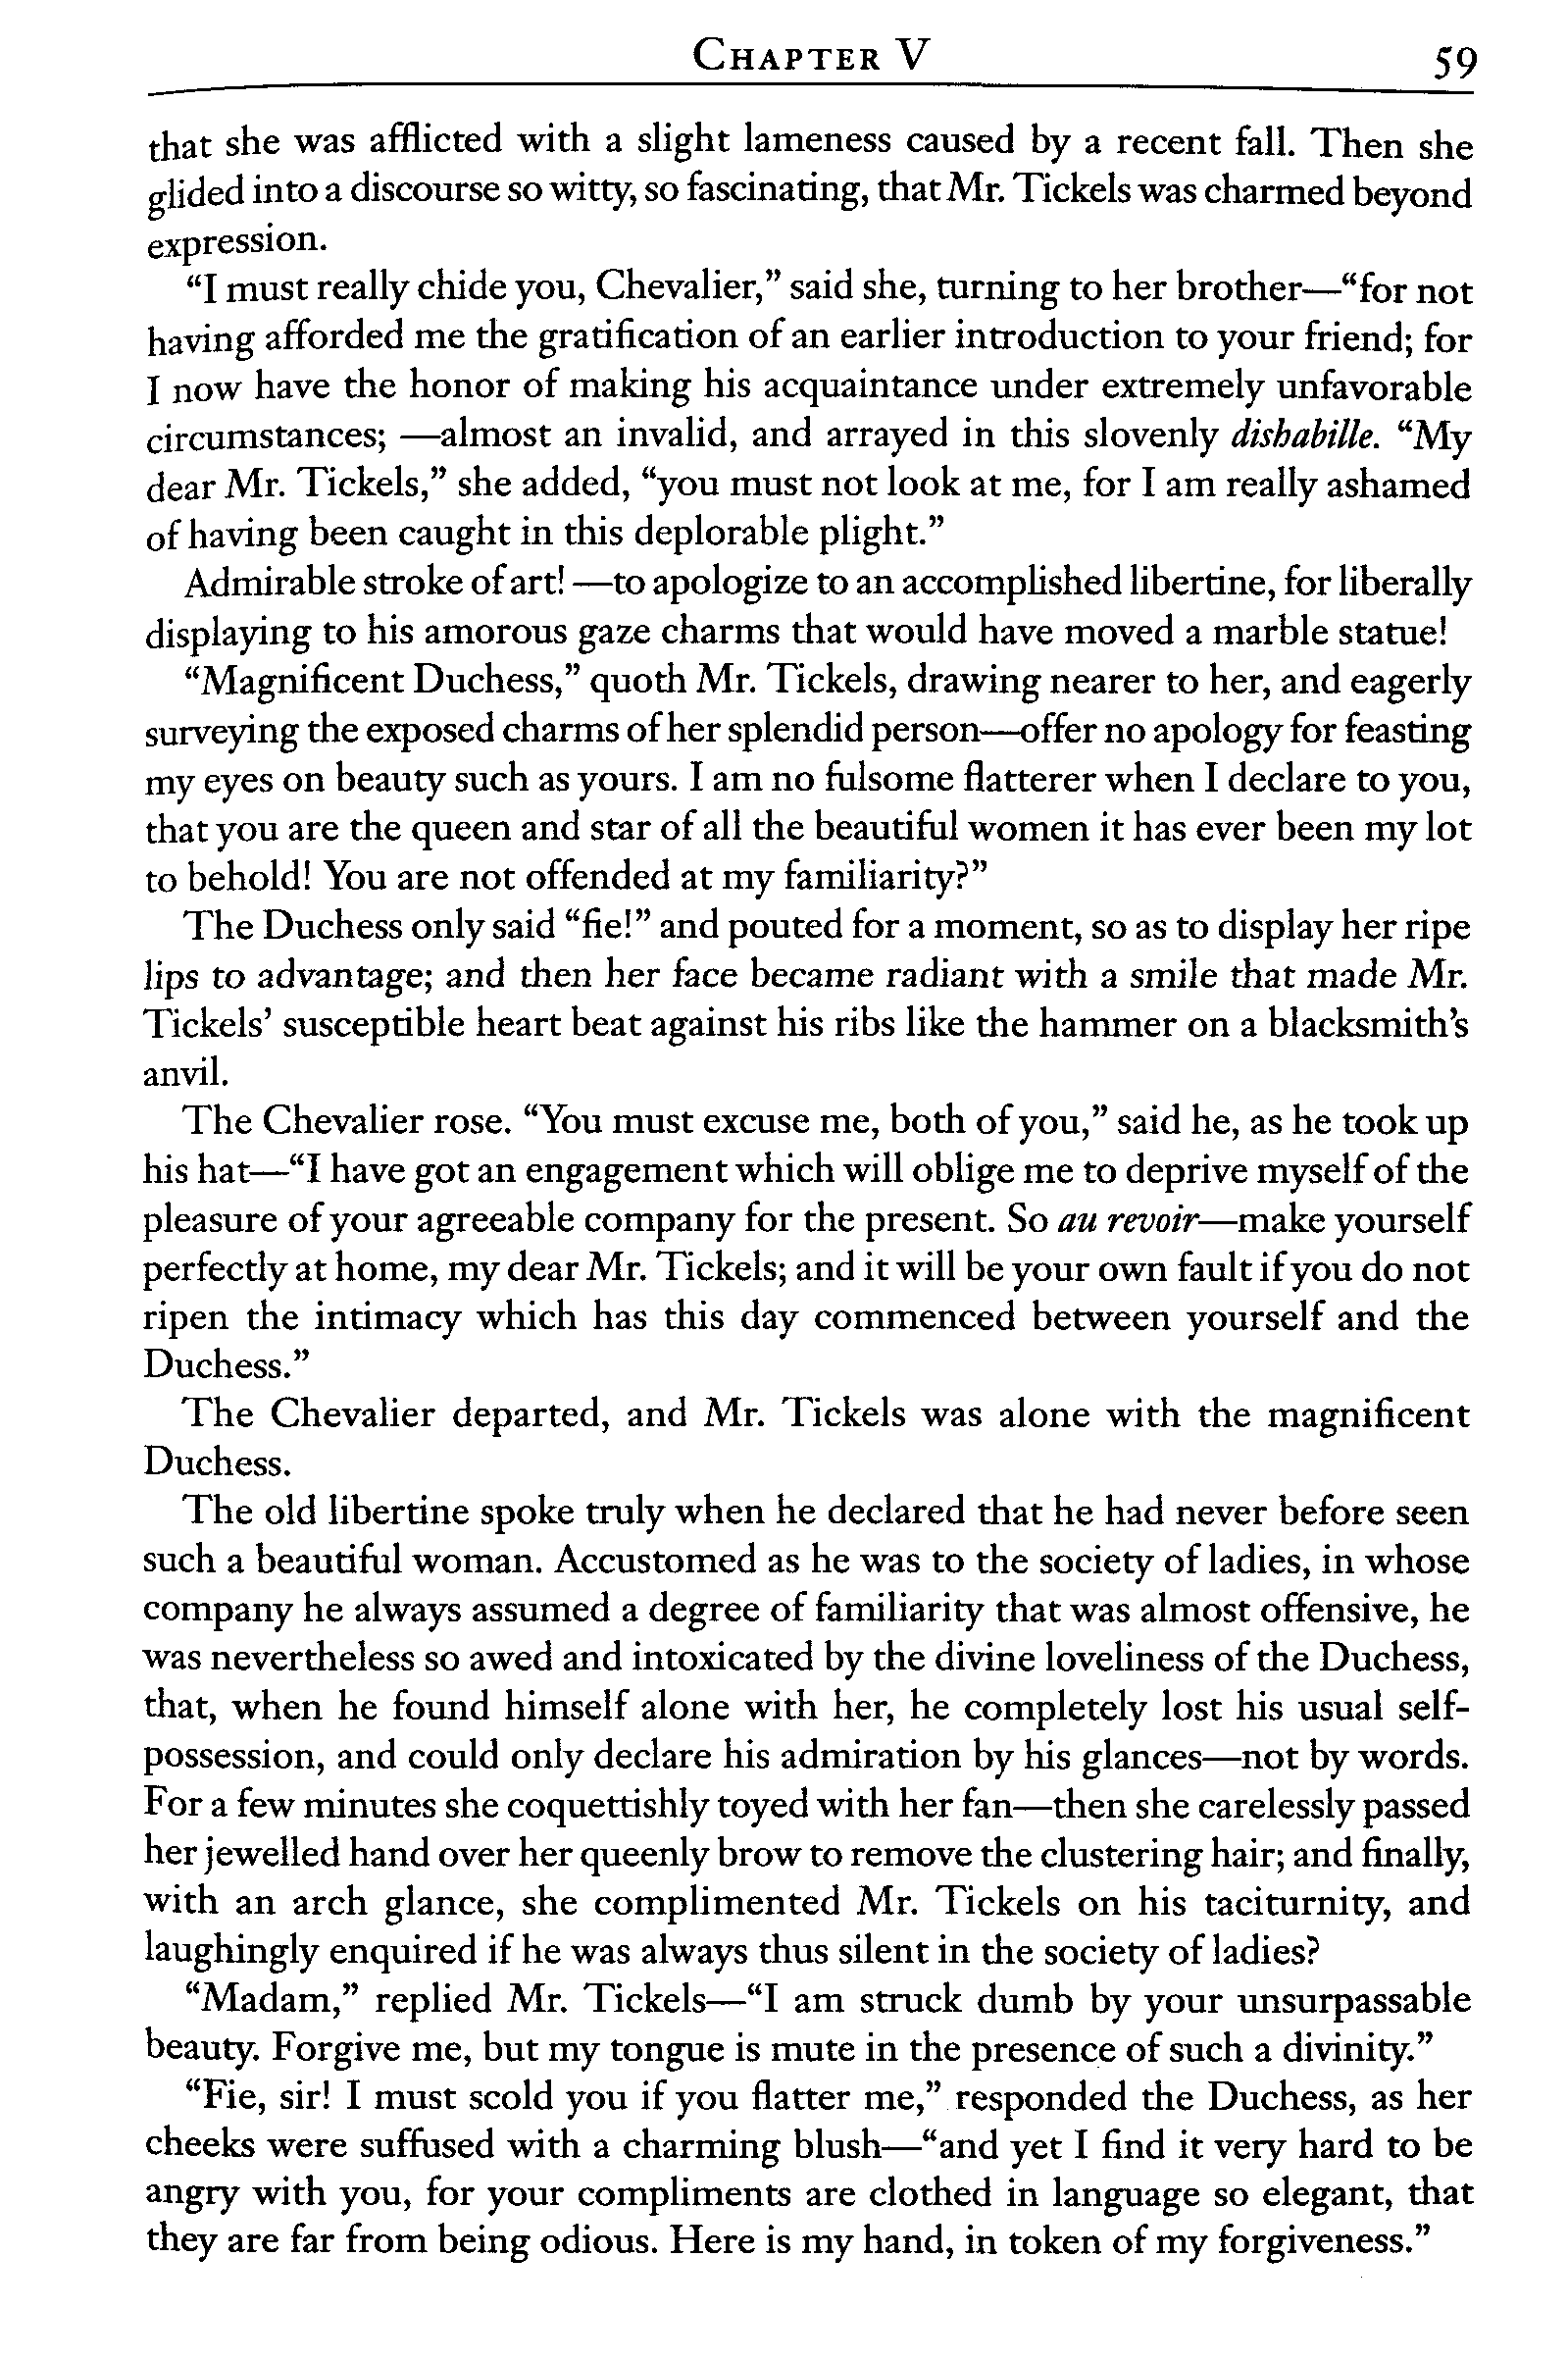 CHAPTER V 59
that she was afflicted with a slight lameness caused by a recent fall. Then she
glided into a discourse so witty, so fascinating, that Mr. Tickels was charmed beyond
expression.
“I must really chide you, Chevalier,” said she, turning to her brother—“for not
having afforded me the gratification of an earlier introduction to your friend; for
I now have the honor of making his acquaintance under extremely unfavorable
circumstances; —almost an invalid, and arrayed in this slovenly dishabille. “My
dear Mr. Tickels,” she added, “you must not look at me, for I am really ashamed
of having been caught in this deplorable plight.”
Admirable stroke of art! —to apologize to an accomplished libertine, for liberally
displaying to his amorous gaze charms that would have moved a marble statue!
“Magnificent Duchess,” quoth Mr. Tickels, drawing nearer to her, and eagerly
surveying the exposed charms of her splendid person—offer no apology for feasting
my eyes on beauty such as yours. I am no fulsome flatterer when I declare to you,
that you are the queen and star of all the beautiful women it has ever been my lot
to behold! You are not offended at my familiarity?”
The Duchess only said “fie!” and pouted for a moment, so as to display her ripe
lips to advantage; and then her face became radiant with a smile that made Mr.
Tickels’ susceptible heart beat against his ribs like the hammer on a blacksmith’s
anvil.
The Chevalier rose. “You must excuse me, both of you,” said he, as he took up
his hat—“I have got an engagement which will oblige me to deprive myself of the
pleasure of your agreeable company for the present. So au revoir—make yourself
perfectly at home, my dear Mr. Tickels; and it will be your own fault if you do not
ripen the intimacy which has this day commenced between yourself and the
Duchess.”
The Chevalier departed, and Mr. Tickels was alone with the magnificent
Duchess.
The old libertine spoke truly when he declared that he had never before seen
such a beautiful woman. Accustomed as he was to the society of ladies, in whose
company he always assumed a degree of familiarity that was almost offensive, he
was nevertheless so awed and intoxicated by the divine loveliness of the Duchess,
that, when he found himself alone with her, he completely lost his usual self-
possession, and could only declare his admiration by his glances—not by words.
For a few minutes she coquettishly toyed with her fan—then she carelessly passed
her jewelled hand over her queenly brow to remove the clustering hair; and finally,
with an arch glance, she complimented Mr. Tickels on his taciturnity, and
laughingly enquired if he was always thus silent in the society of ladies?
“Madam,” replied Mr. Tickels—“I am struck dumb by your unsurpassable
beauty. Forgive me, but my tongue is mute in the presence of such a divinity.”
“Fie, sir! I must scold you if you flatter me,” responded the Duchess, as her
cheeks were suffused with a charming blush—“and yet I find it very hard to be
angry with you, for your compliments are clothed in language so elegant, that
they are far from being odious. Here is my hand, in token of my forgiveness.”